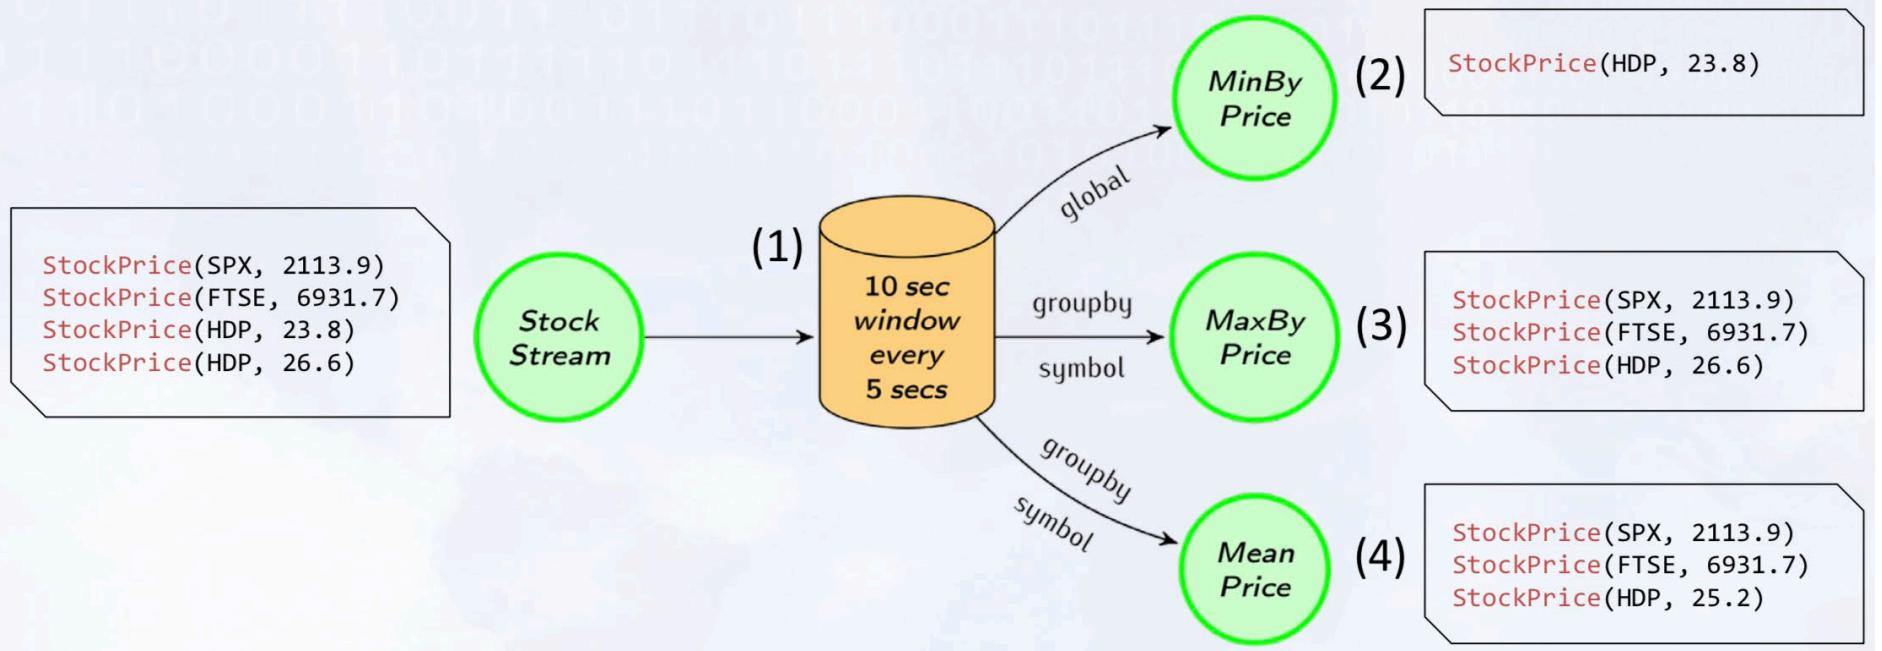 StockPrice(SPX, 2113.9)
StockPrice(FTSE, 6931.7)
StockPrice(HDP, 23.8)
StockPrice(HDP, 26.6)
Stock
Stream
(1)
10 sec
window
every
5 secs
global
MinBy
Price
(2)
StockPrice(HDP, 23.8)
groupby
symbol
MaxBy
Price
(3)
StockPrice(SPX, 2113.9)
StockPrice(FTSE, 6931.7)
StockPrice(HDP, 26.6)
groupby
symbol
Mean
Price
(4)
StockPrice(SPX, 2113.9)
StockPrice(FTSE, 6931.7)
StockPrice(HDP, 25.2)